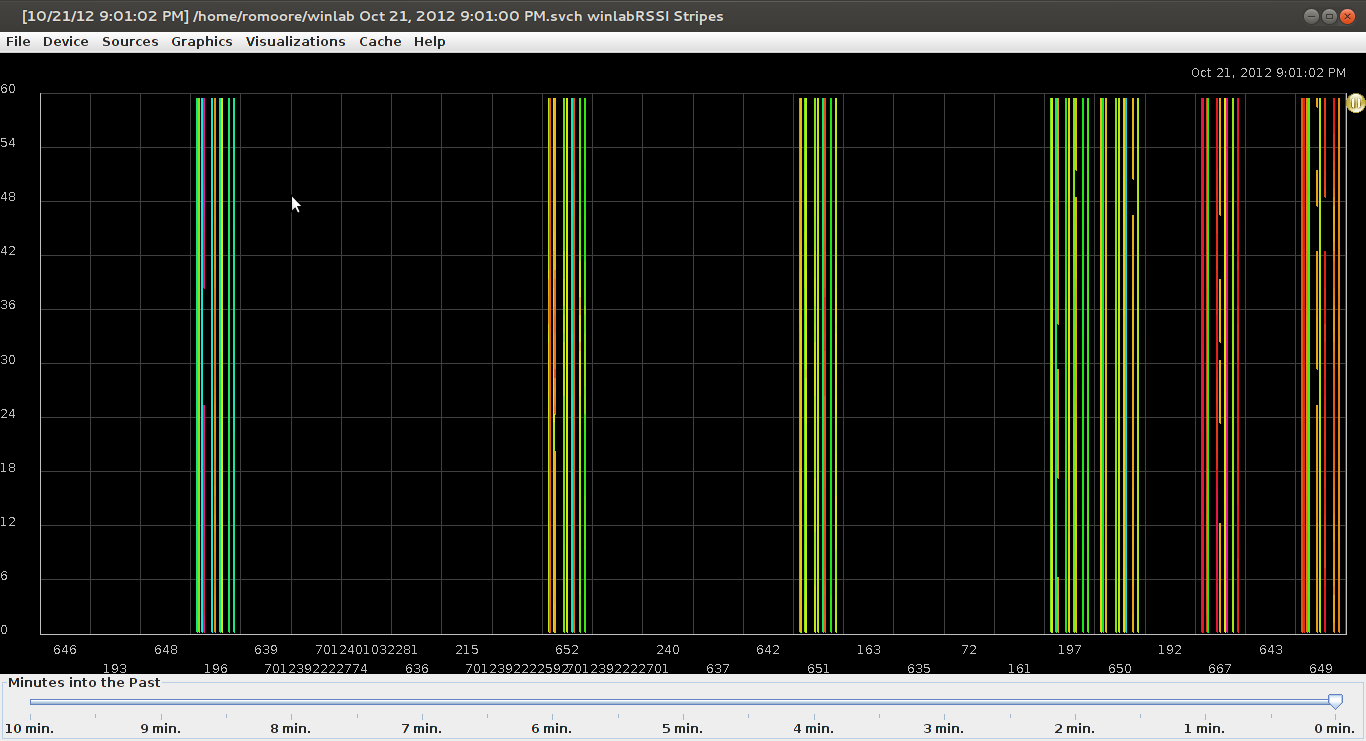 [10/21/12 9:01:02 PM] /home/romoore/winlab Oct 21, 2012 9:01:00 PM.svch winlabRSSI Stripes
File Device Sources Graphics Visualizations Cache Help
Oct 21, 2012 9:01:02 PM
60
54
48
42
36
30
24
18
12
6
0
646 648 639 7012401032281 215 652 240 642 163 72 197 192 643
193 196 7012392222774 636 7012392222592 7012392222701 637 651 635 161 650 667 649
Minutes into the Past
10 min. 9 min. 8 min. 7 min. 6 min. 5 min. 4 min. 3 min. 2 min. 1 min. 0 min.